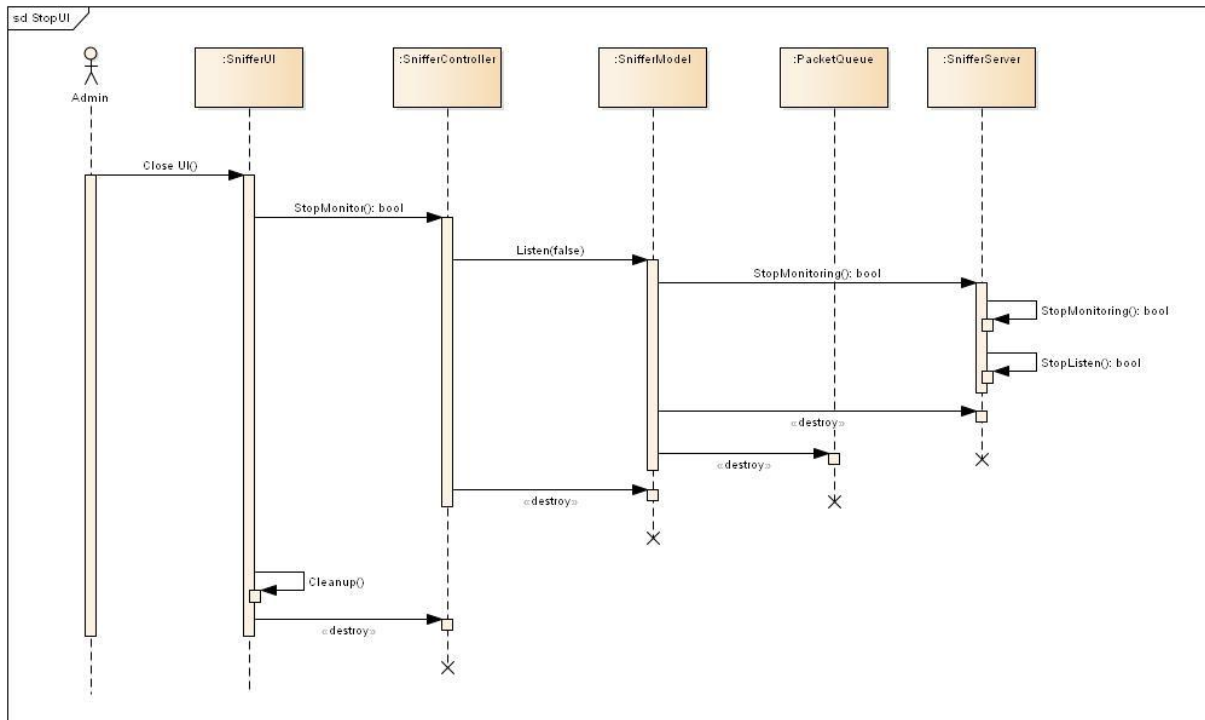 sd StopUI
:SnifferUI
:SnifferController
:SnifferModel
:PacketQueue
:SnifferServer
Admin
Close UI()
StopMonitor(): bool
Listen(false)
StopMonitoring(): bool
StopMonitoring(): bool
StopListen(): bool
«destroy»
«destroy»
«destroy»
Cleanup()
«destroy»